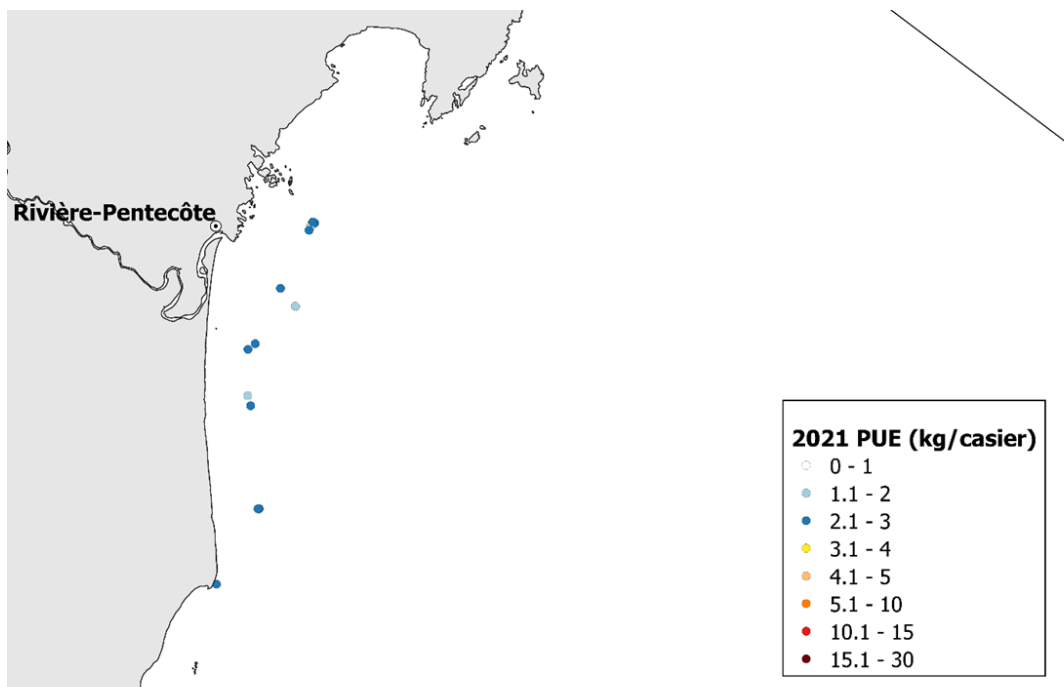 Rivière-Pentecôte
2021 PUE (kg/casier)
0 - 1
1.1 - 2
2.1 - 3
3.1 - 4
4.1 - 5
5.1 - 10
10.1 - 15
15.1 - 30